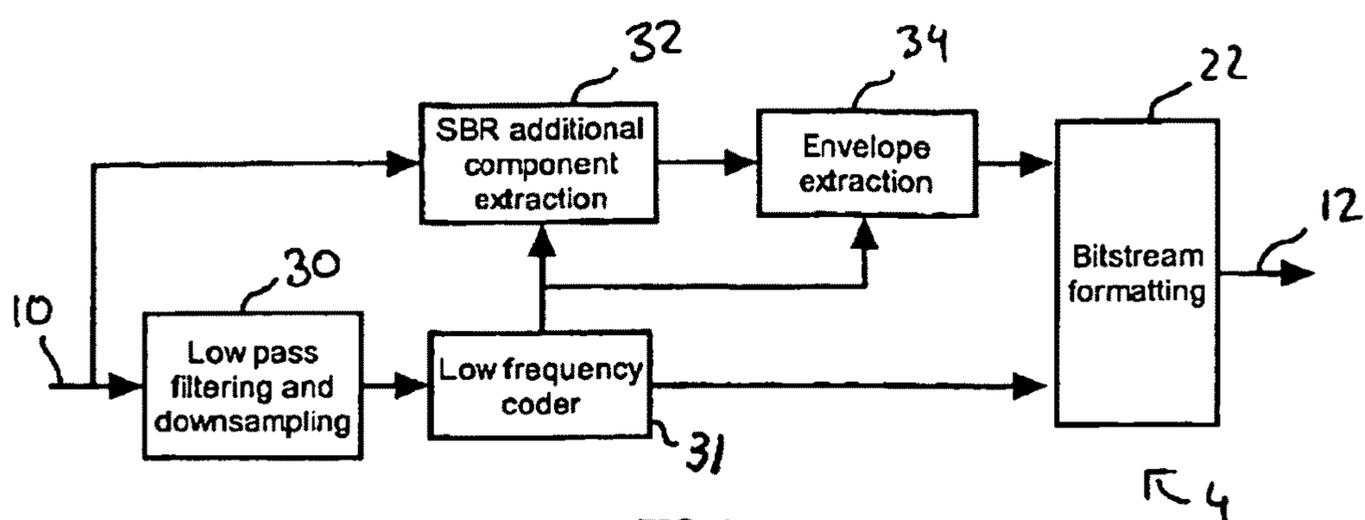 32
34
22
SBR additional
component
extraction
Envelope
extraction
12
30
10
Bitstream
formatting
Low pass
filtering and
downsampling
Low frequency
coder
31
4